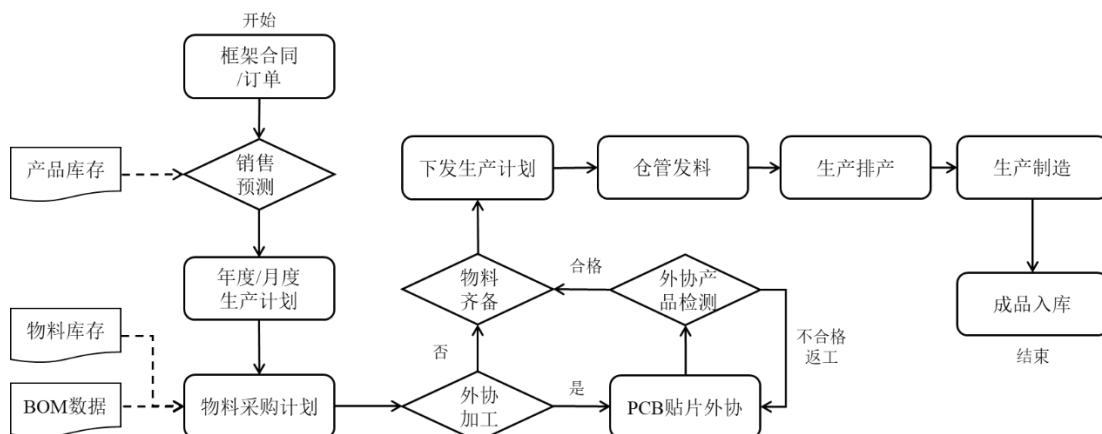 开始
框架合同
/订单
产品库存
销售
预测
年度/月度
生产计划
物料库存
BOM数据
物料采购计划
外协
加工
否
是
PCB贴片外协
外协产
品检测
合格
不合格
返工
物料
齐备
下发生产计划
仓管发料
生产排产
生产制造
成品入库
结束